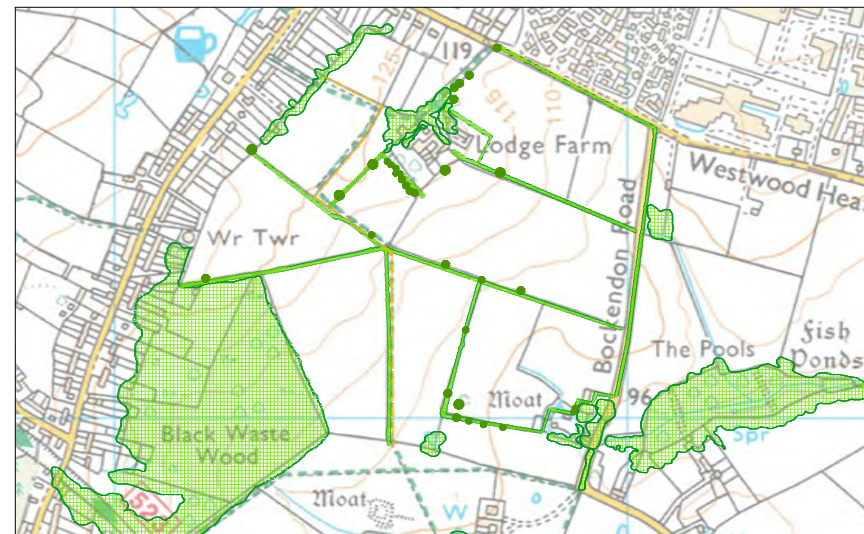 119
125
115
110
Lodge Farm
Westwood Hea
Wr Twr
Bockendon Road
Fish
Ponds
The Pools
Moat
96
Spr
Black Waste
Wood
Moat
W